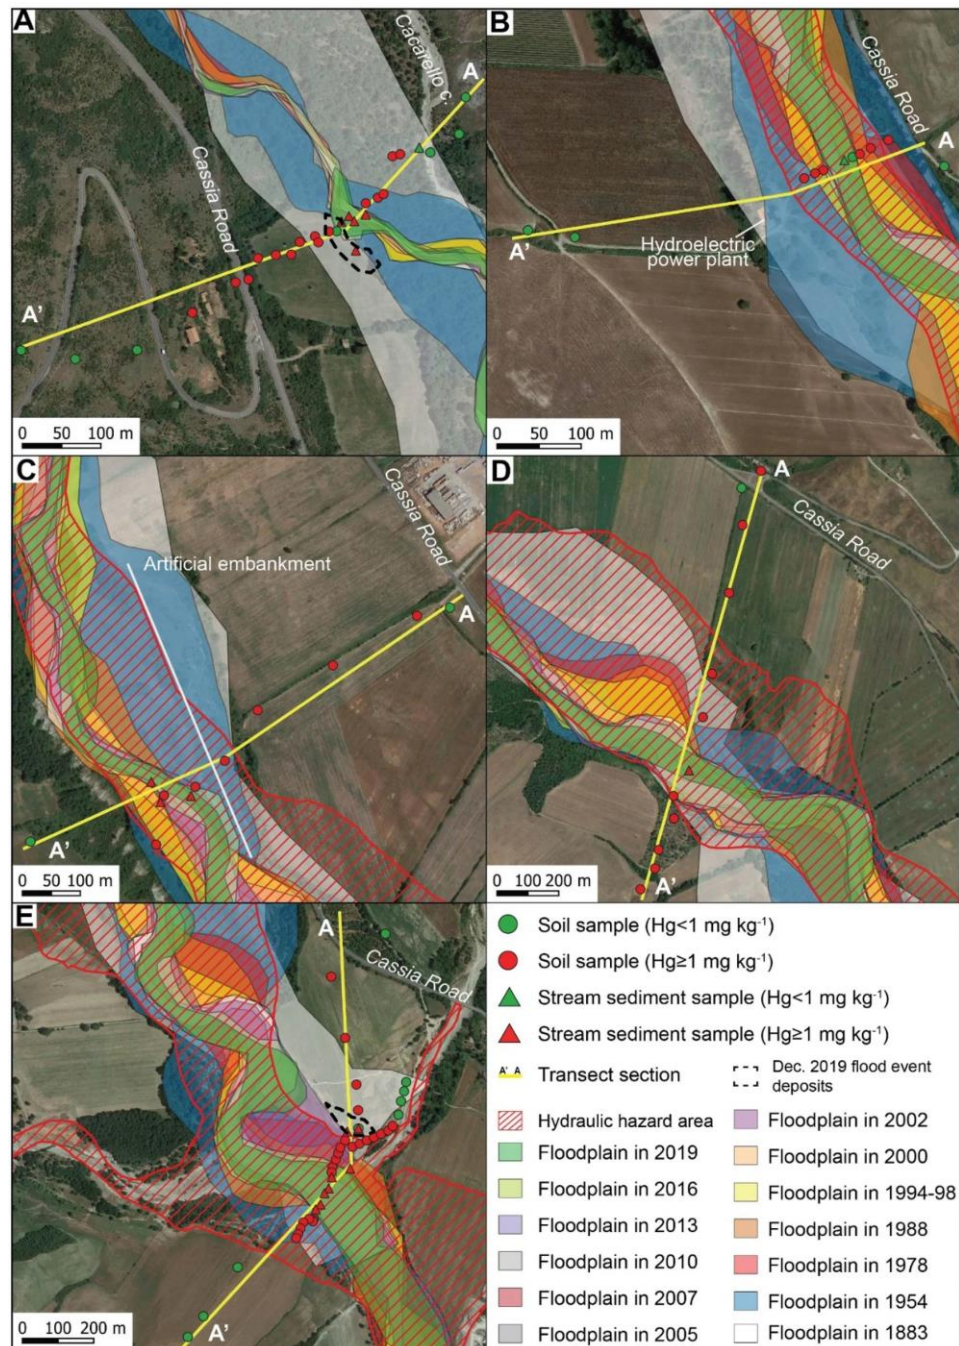 A
Cacarello c.
A
Cassia Road
A'
0 50 100 m
B
Cassia Road
A
A'
Hydroelectric
power plant
0 50 100 m
C
Cassia Road
Artificial embankment
A
A'
0 50 100 m
D
A
Cassia Road
A'
0 100 200 m
E
A
Cassia Road
A'
0 100 200 m
Soil sample (Hg<1 mg kg⁻¹)
Soil sample (Hg≥1 mg kg⁻¹)
Stream sediment sample (Hg<1 mg kg⁻¹)
Stream sediment sample (Hg≥1 mg kg⁻¹)
A' A Transect section
Dec. 2019 flood event
deposits
Hydraulic hazard area
Floodplain in 2019
Floodplain in 2016
Floodplain in 2013
Floodplain in 2010
Floodplain in 2007
Floodplain in 2005
Floodplain in 2002
Floodplain in 2000
Floodplain in 1994-98
Floodplain in 1988
Floodplain in 1978
Floodplain in 1954
Floodplain in 1883